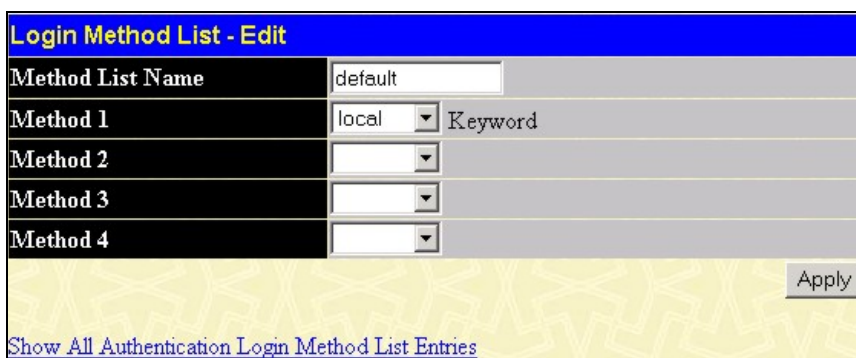 Login Method List - Edit
Method List Name default
Method 1 local Keyword
Method 2
Method 3
Method 4
Apply
Show All Authentication Login Method List Entries